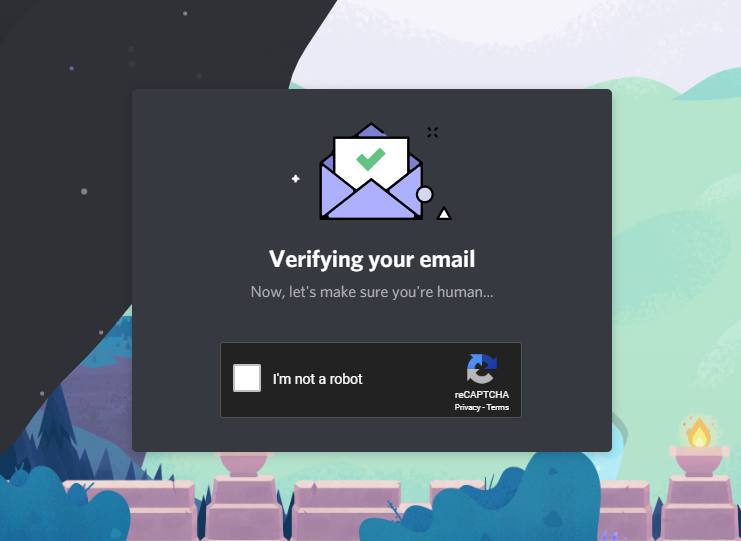 Verifying your email
Now, let's make sure you're human...
I'm not a robot
reCAPTCHA
Privacy - Terms